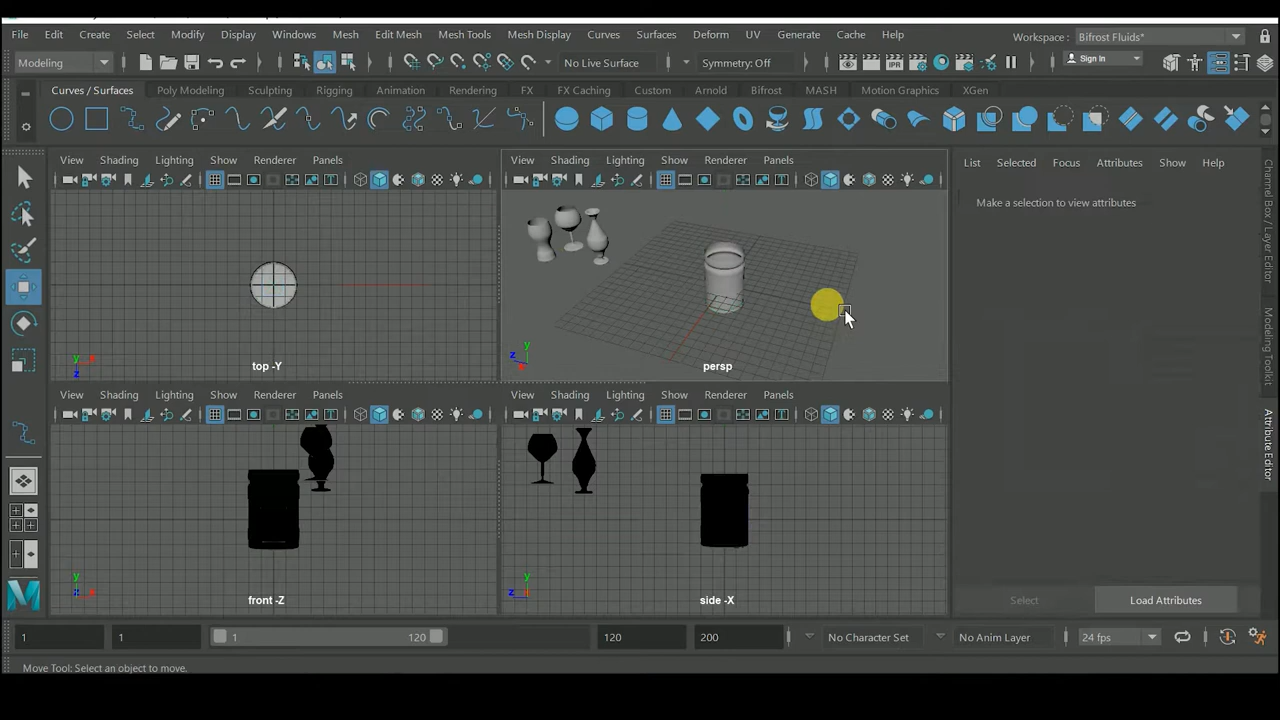 File Edit Create Select Modify Display Windows Mesh Edit Mesh Mesh Tools Mesh Display Curves Surfaces Deform UV Generate Cache Help Workspace : Bifrost Fluids*
Modeling No Live Surface Symmetry: Off Sign In
Curves / Surfaces Poly Modeling Sculpting Rigging Animation Rendering FX FX Caching Custom Arnold Bifrost MASH Motion Graphics XGen
View Shading Lighting Show Renderer Panels
View Shading Lighting Show Renderer Panels
List Selected Focus Attributes Show Help
Make a selection to view attributes
Channel Box / Layer Editor
Modeling Toolkit
Attribute Editor
y x z
top -Y
y z x
persp
View Shading Lighting Show Renderer Panels
View Shading Lighting Show Renderer Panels
y z x
front -Z
y z x
side -X
Select Load Attributes
1 1 1 120 120 200 No Character Set No Anim Layer 24 fps
Move Tool: Select an object to move.